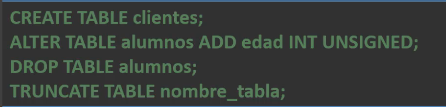 CREATE TABLE clientes;
ALTER TABLE alumnos ADD edad INT UNSIGNED;
DROP TABLE alumnos;
TRUNCATE TABLE nombre_tabla;